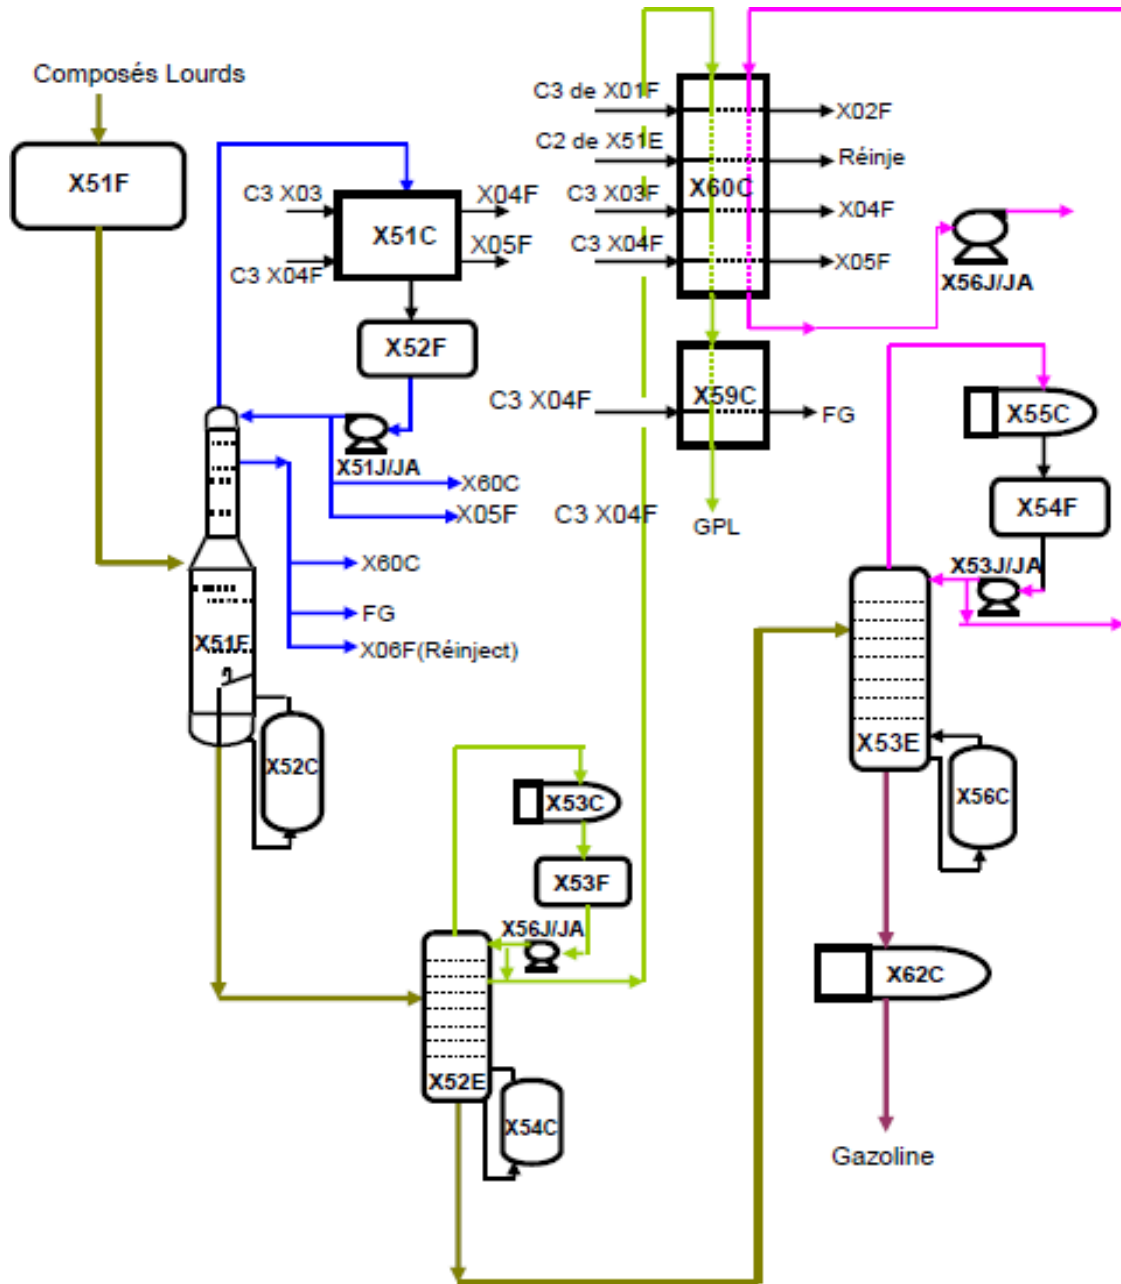 Composés Lourds
X51F
C3 X03
C3 X04F
X51C
X04F
X05F
X52F
X51J/JA
X60C
X05F
X60C
FG
X06F(Réinject)
X51F
X52C
C3 de X01F
C2 de X51E
C3 X03F
C3 X04F
X60C
X02F
Réinje
X04F
X05F
X56J/JA
C3 X04F
X59C
FG
C3 X04F
GPL
X55C
X54F
X53J/JA
X53E
X56C
X53C
X53F
X56J/JA
X52E
X54C
X62C
Gazoline